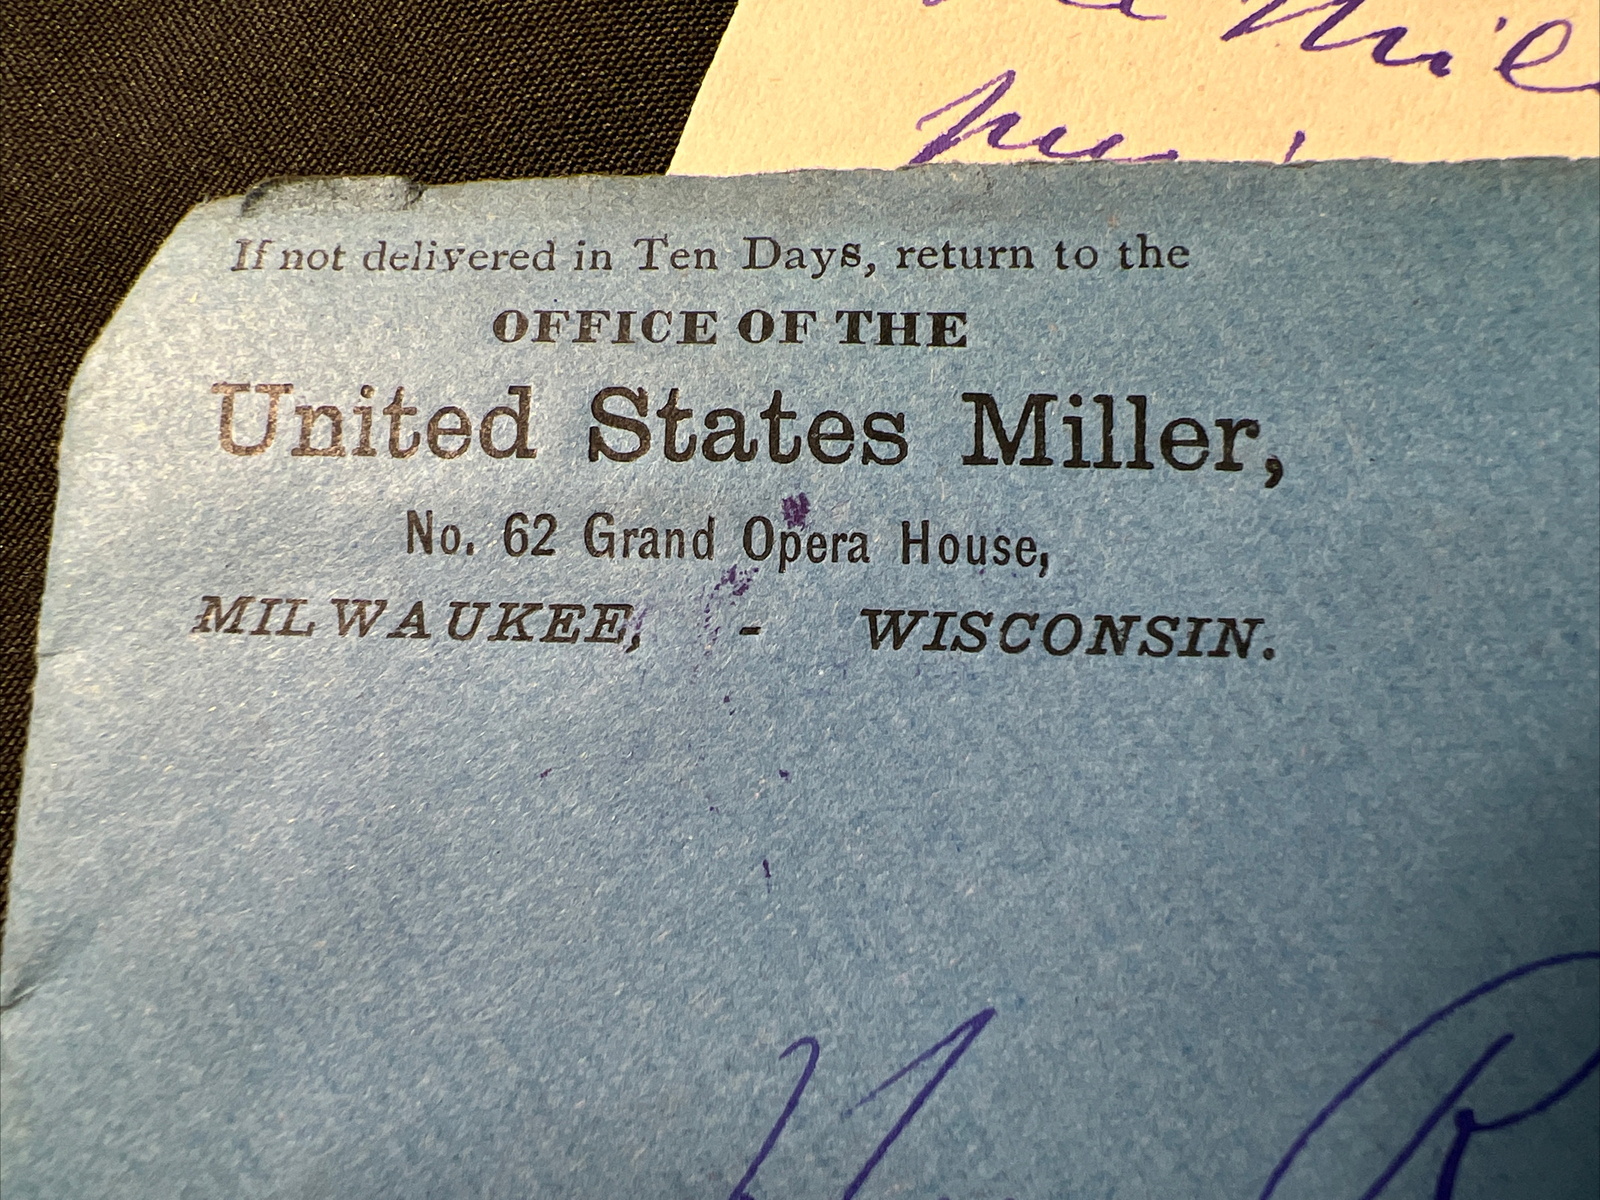 If not delivered in Ten Days, return to the
OFFICE OF THE
United States Miller,
No. 62 Grand Opera House,
MILWAUKEE, - WISCONSIN.